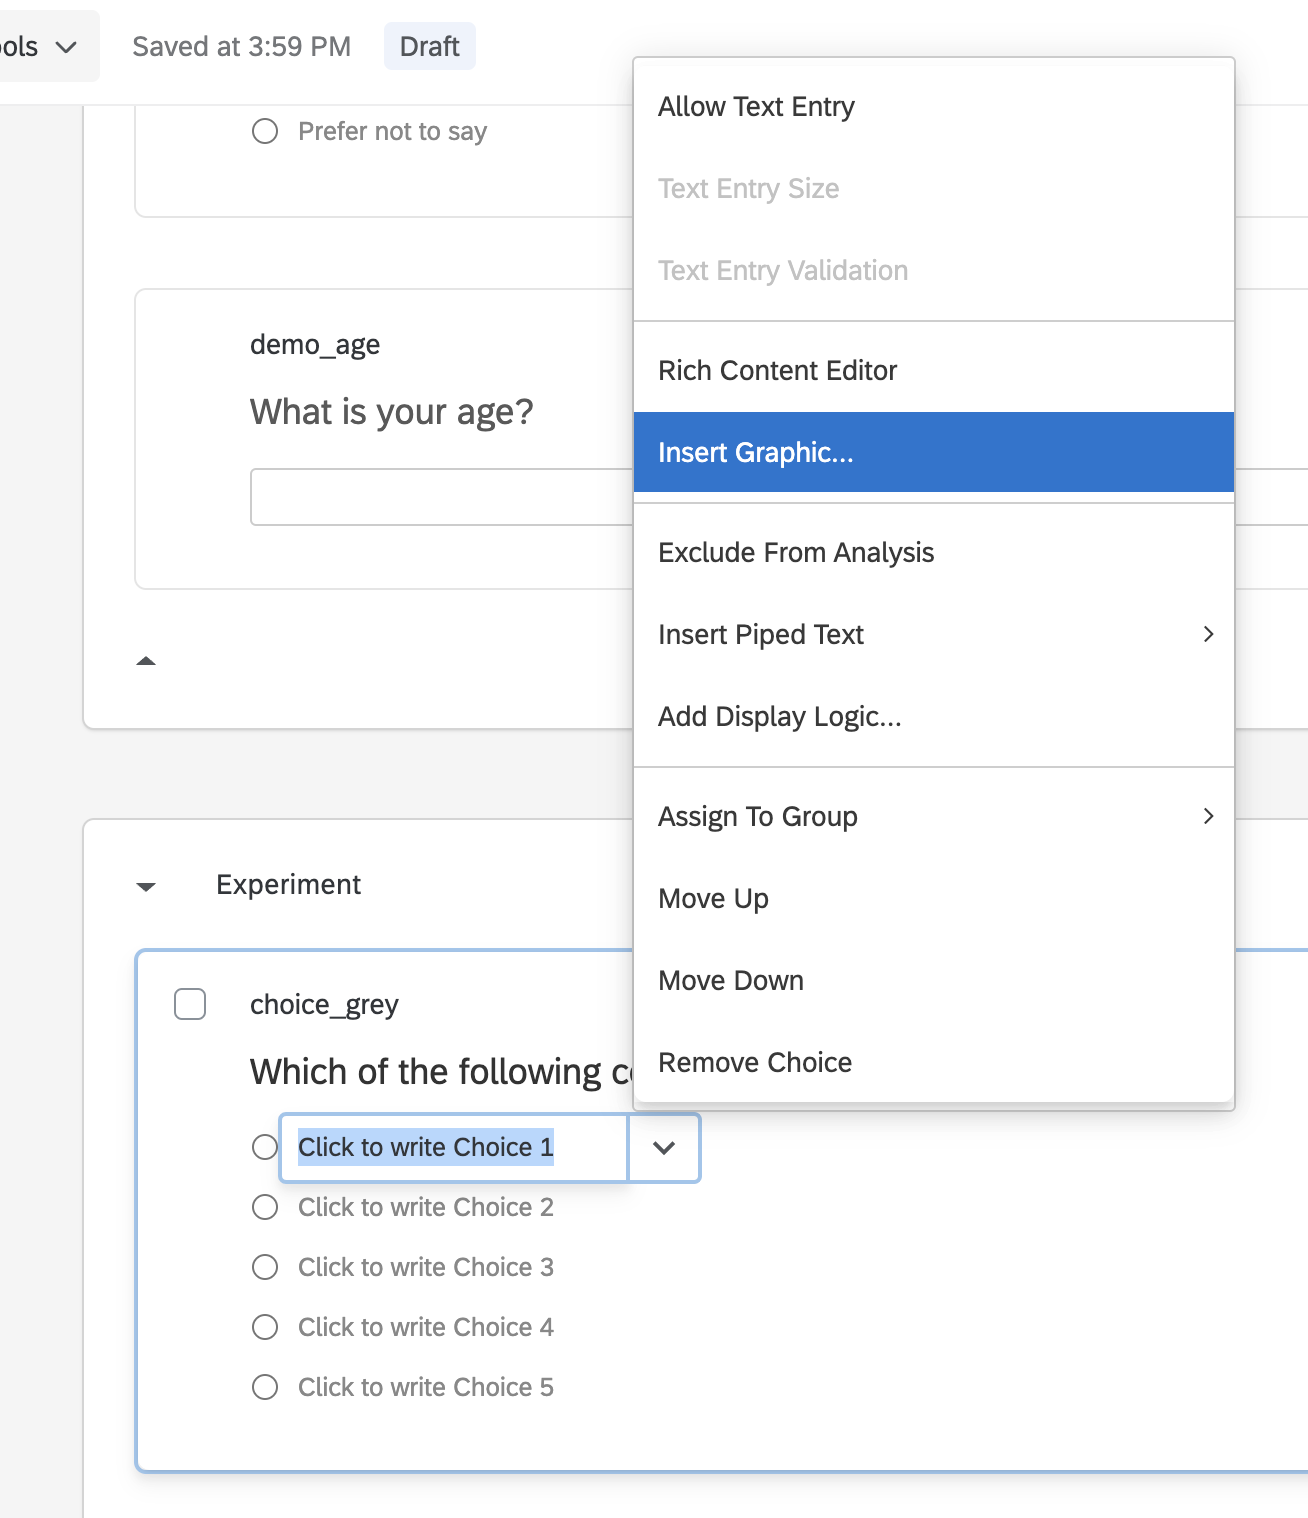 Saved at 3:59 PM
Draft
Prefer not to say
demo_age
What is your age?
Experiment
choice_grey
Which of the following
Click to write Choice 1
Click to write Choice 2
Click to write Choice 3
Click to write Choice 4
Click to write Choice 5
Allow Text Entry
Text Entry Size
Text Entry Validation
Rich Content Editor
Insert Graphic...
Exclude From Analysis
Insert Piped Text
Add Display Logic...
Assign To Group
Move Up
Move Down
Remove Choice